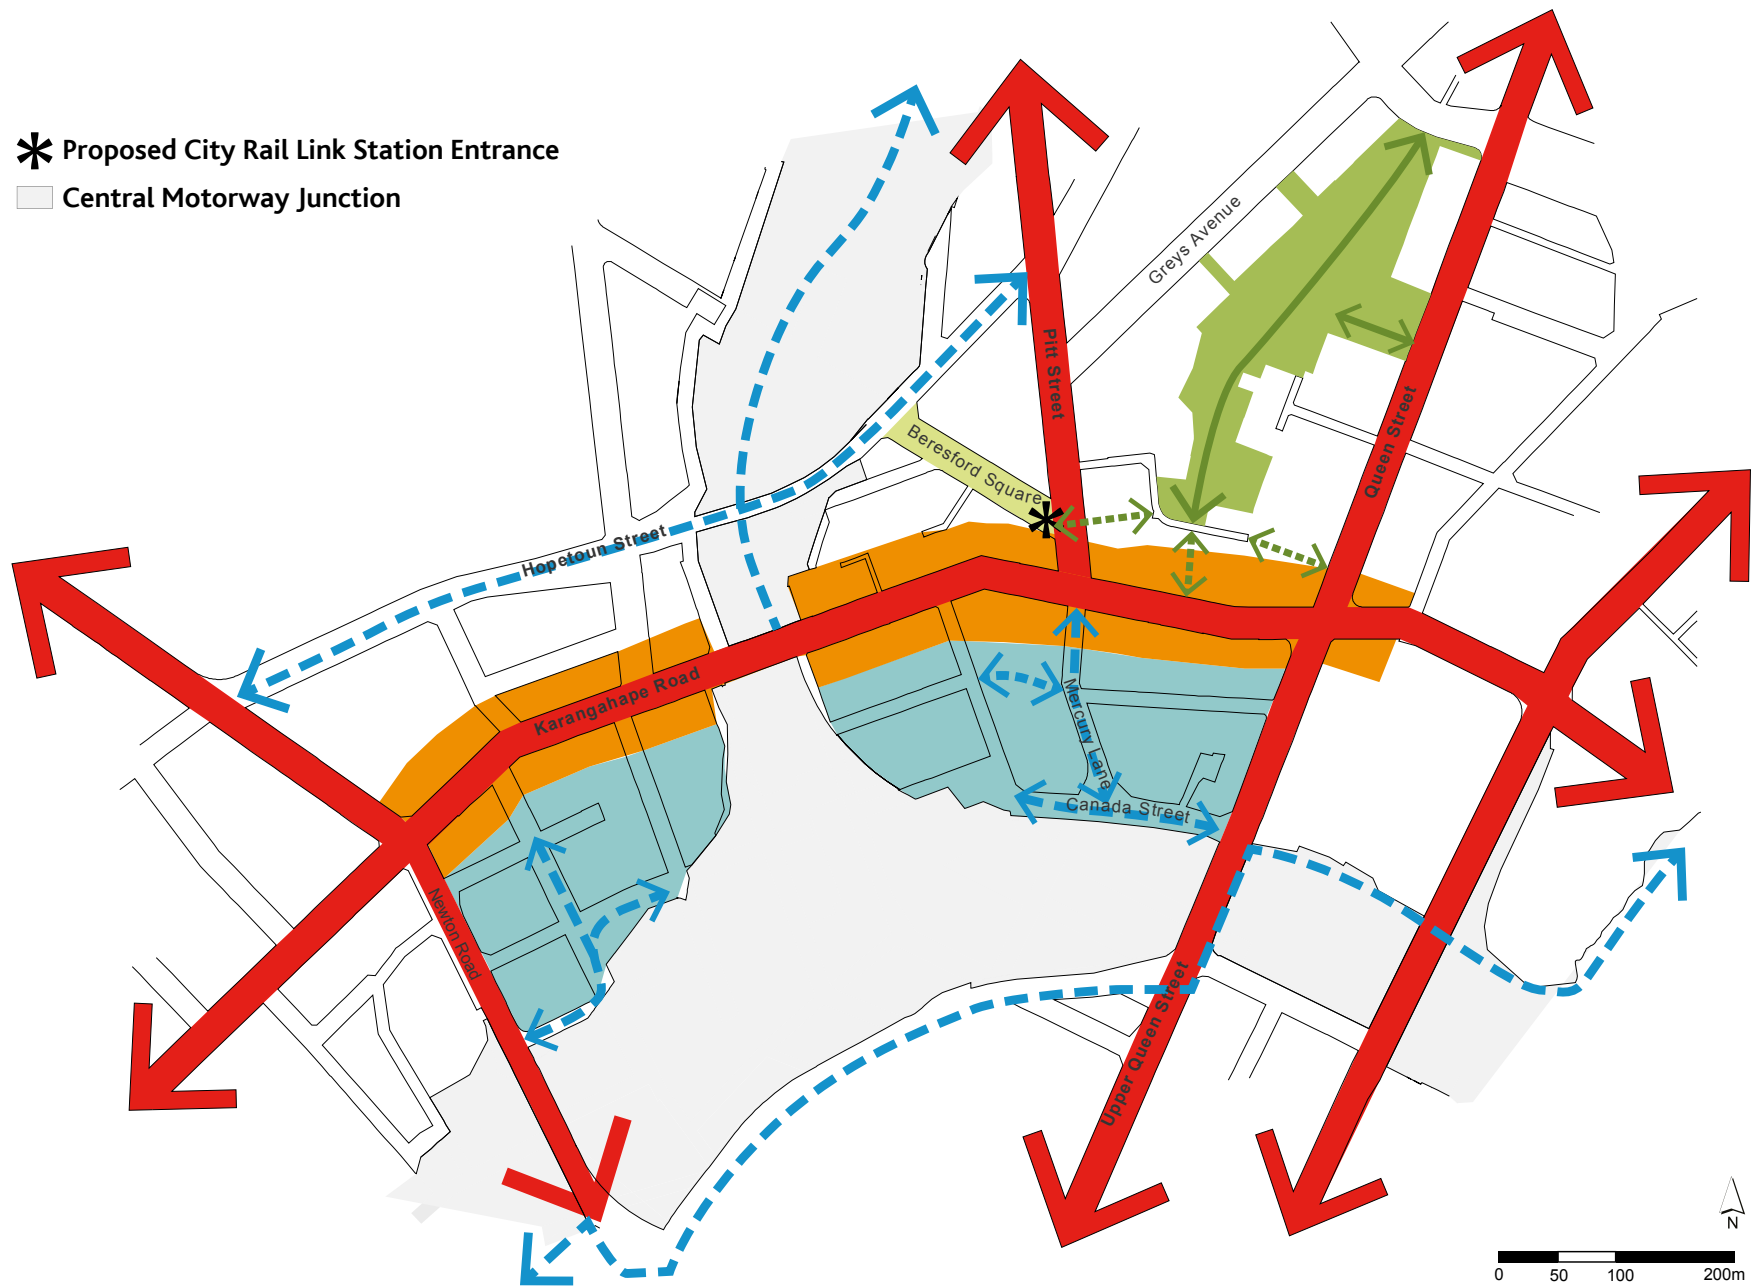 Proposed City Rail Link Station Entrance
Central Motorway Junction
Greys Avenue
Pitt Street
Queen Street
Beresford Square
Hopetoun Street
Karangahape Road
Mercury Lane
Canada Street
Newton Road
Upper Queen Street
N
0 50 100 200m